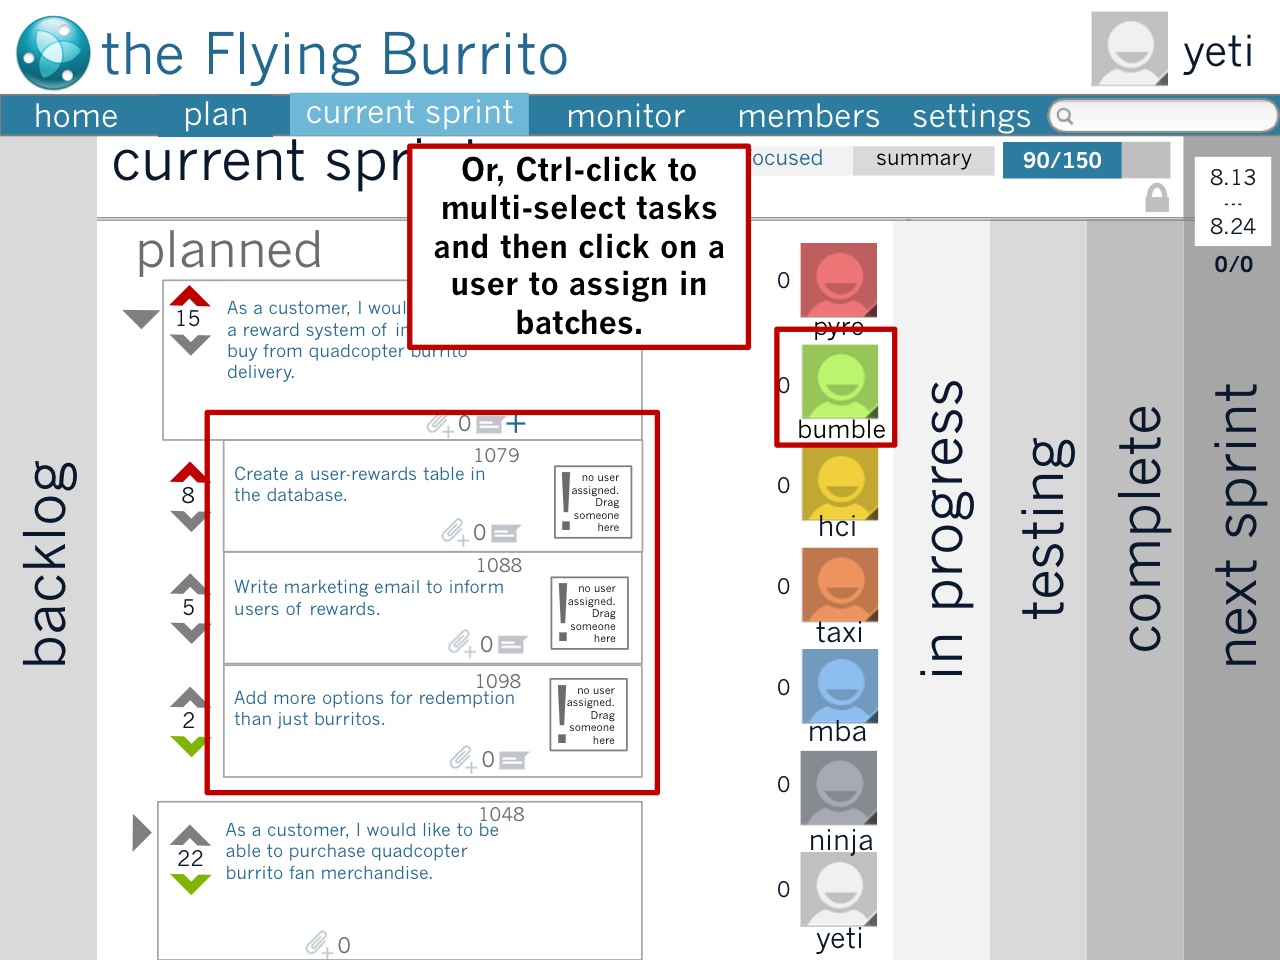 the Flying Burrito
yeti
home
plan
current sprint
monitor
members
settings
current spri
Or, Ctrl-click to
multi-select tasks
and then click on a
user to assign in
batches.
ocused
summary
90/150
8.13
...
8.24
0/0
backlog
planned
15
As a customer, I woul
a reward system of in
buy from quadcopter burrito
delivery.
0
1079
8
Create a user-rewards table in
the database.
no user
assigned.
Drag
someone
here
0
1088
5
Write marketing email to inform
users of rewards.
no user
assigned.
Drag
someone
here
0
1098
2
Add more options for redemption
than just burritos.
no user
assigned.
Drag
someone
here
0
1048
22
As a customer, I would like to be
able to purchase quadcopter
burrito fan merchandise.
0
0
pyro
0
bumble
0
hci
0
taxi
0
mba
0
ninja
0
yeti
in progress
testing
complete
next sprint